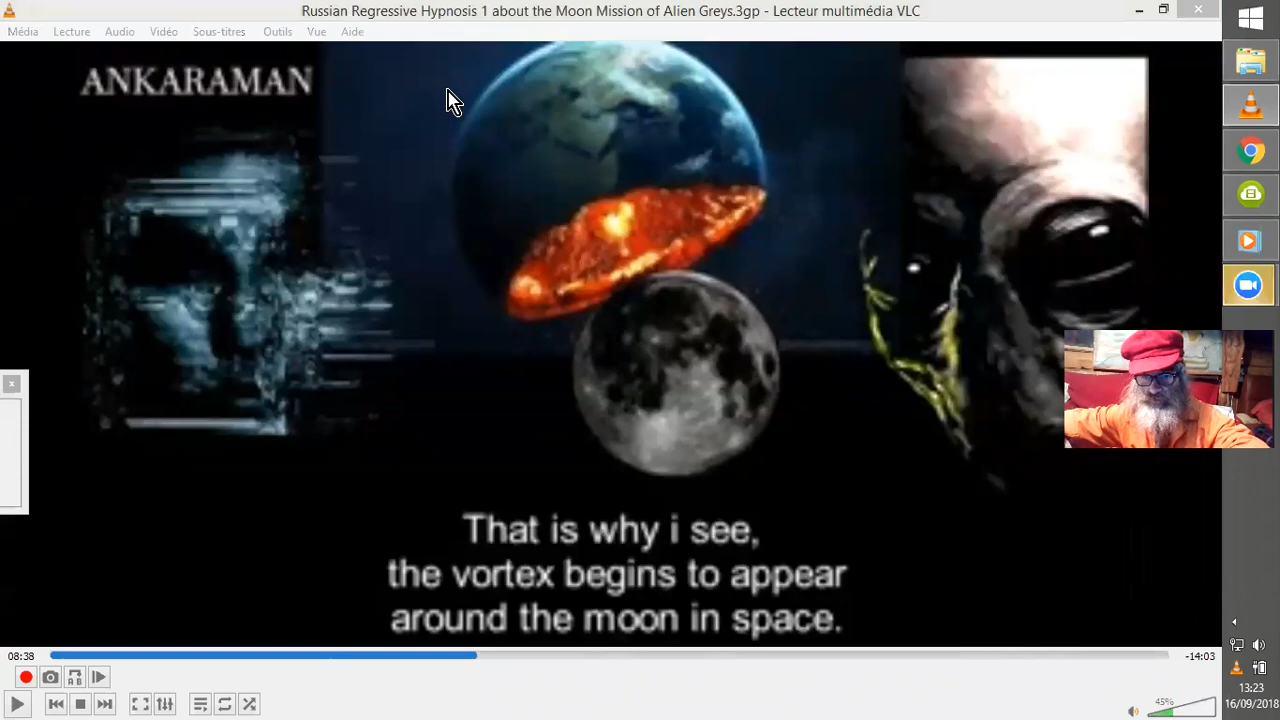 Russian Regressive Hypnosis 1 about the Moon Mission of Alien Greys.3gp - Lecteur multimédia VLC
Média Lecture Audio Vidéo Sous-titres Outils Vue Aide
ANKARAMAN
That is why i see,
the vortex begins to appear
around the moon in space.
08:38
-14:03
45%
13:23
16/09/2018